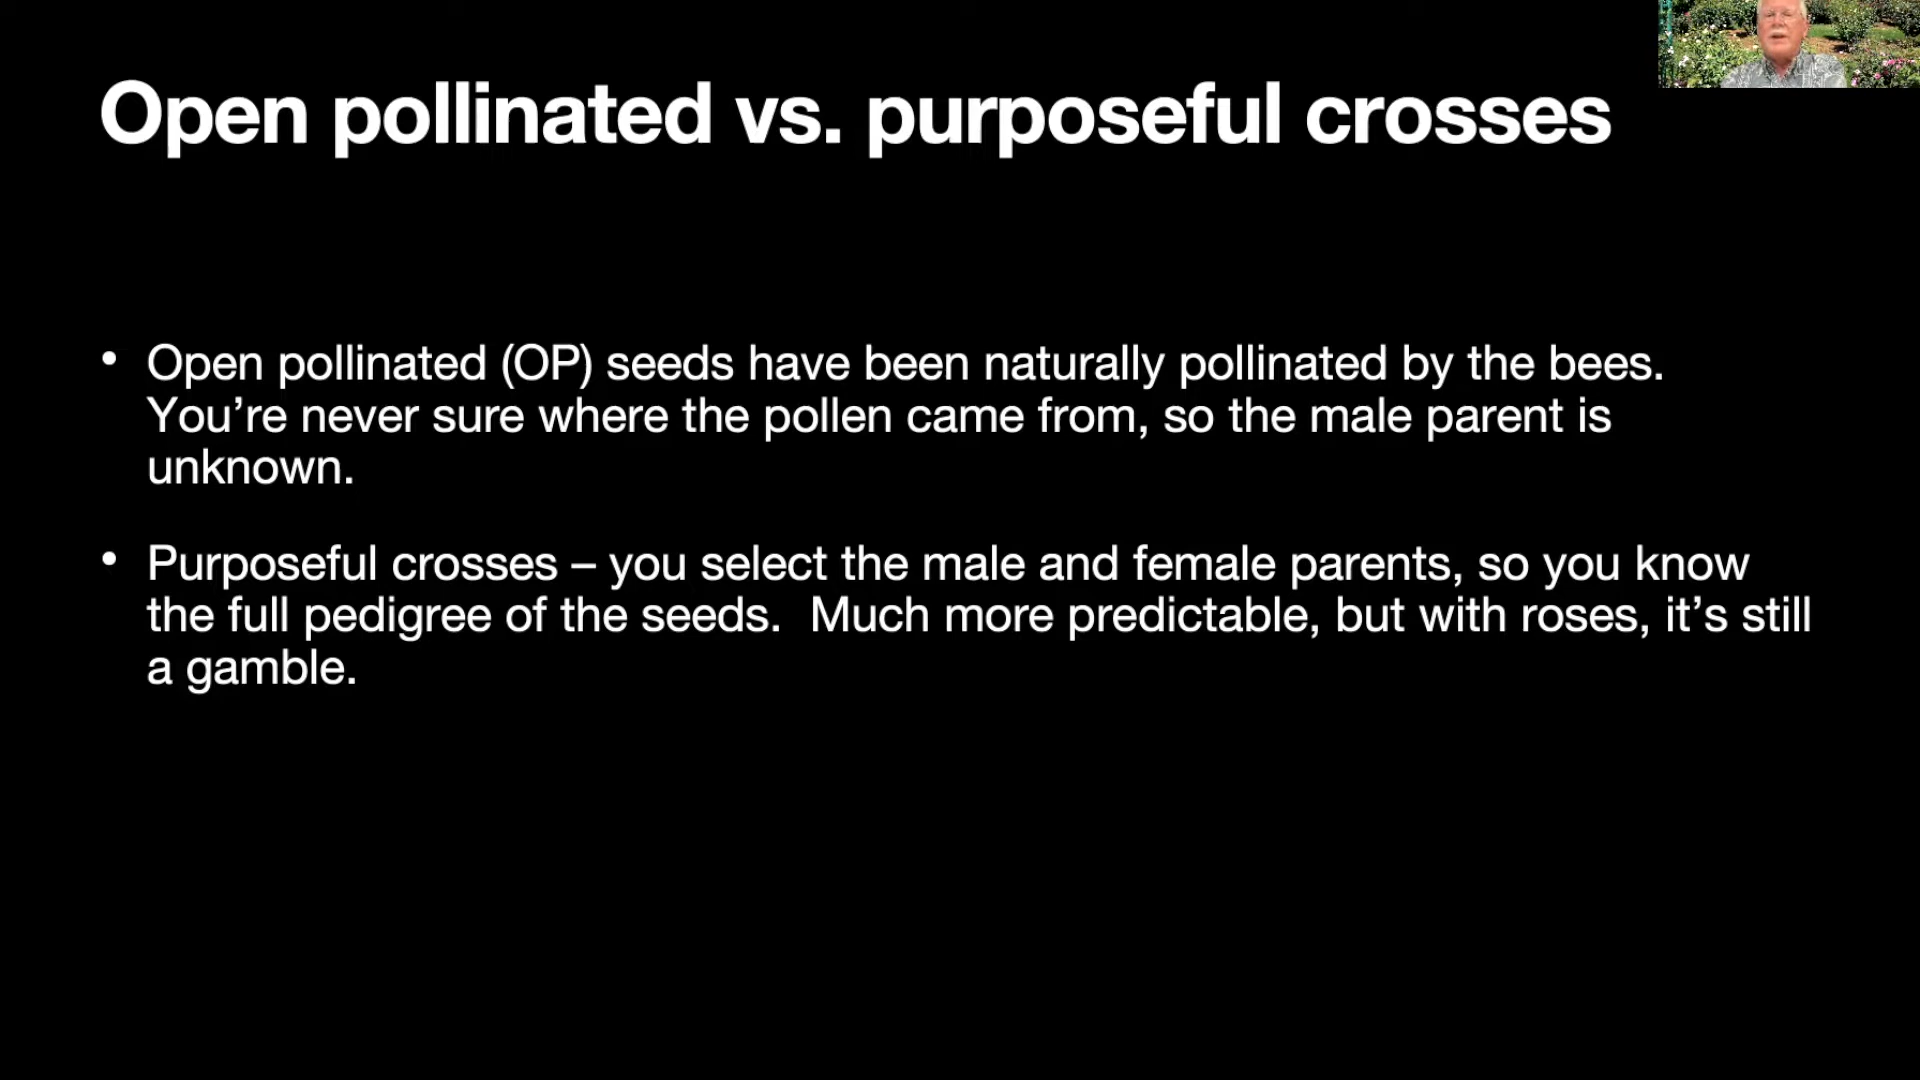 Open pollinated vs. purposeful crosses
• Open pollinated (OP) seeds have been naturally pollinated by the bees.
You’re never sure where the pollen came from, so the male parent is
unknown.
• Purposeful crosses – you select the male and female parents, so you know
the full pedigree of the seeds.  Much more predictable, but with roses, it’s still
a gamble.